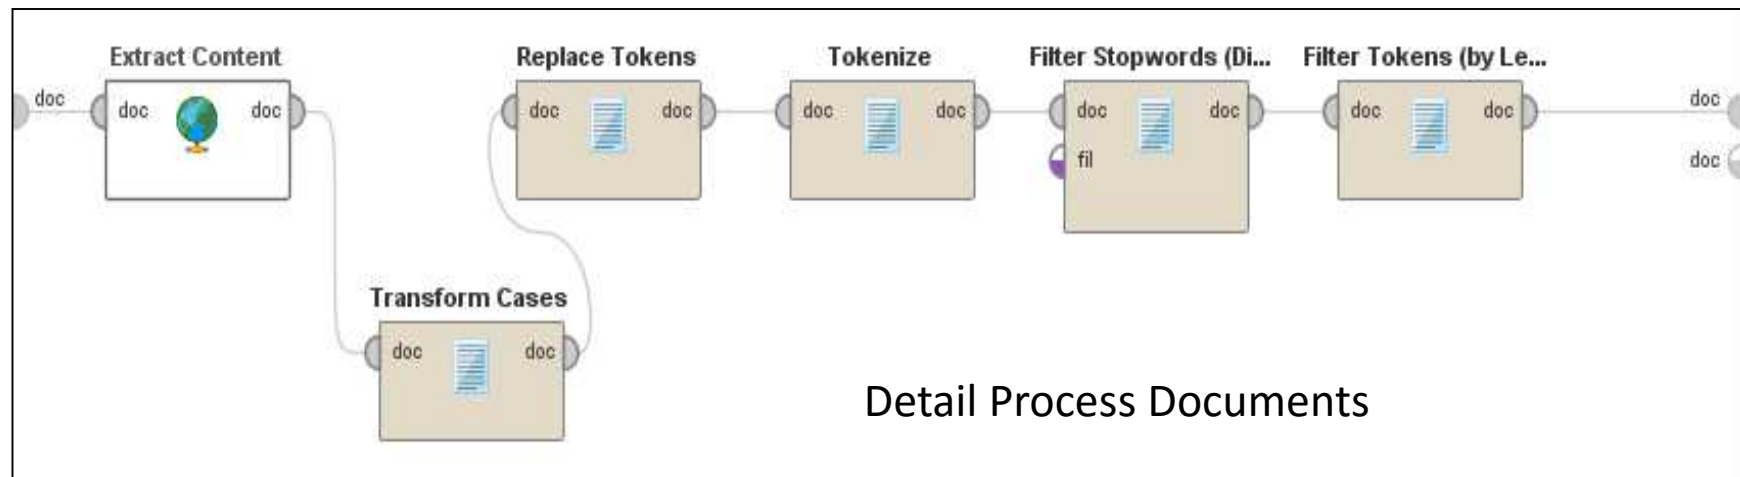 Extract Content
Replace Tokens
Tokenize
Filter Stopwords (Di...
Filter Tokens (by Le...
doc
doc doc
doc doc
doc doc
doc doc
doc doc
doc
fil
doc
Transform Cases
doc doc
Detail Process Documents